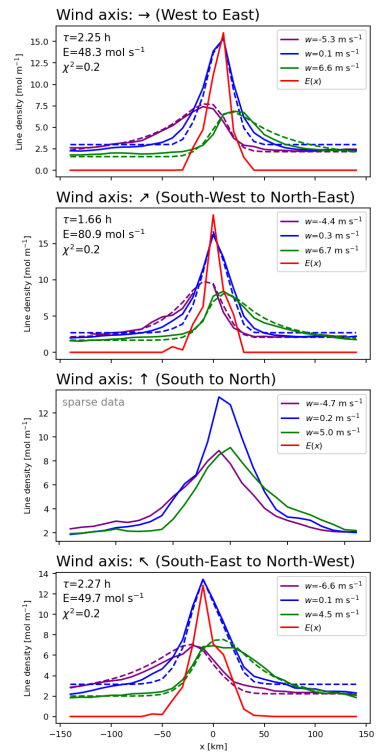 Wind axis: → (West to East)
τ=2.25 h
E=48.3 mol s⁻¹
χ²=0.2
w=-5.3 m s⁻¹
w=0.1 m s⁻¹
w=6.6 m s⁻¹
E(x)
Line density [mol m⁻¹]
15.0
12.5
10.0
7.5
5.0
2.5
0.0
Wind axis: ↗ (South-West to North-East)
τ=1.66 h
E=80.9 mol s⁻¹
χ²=0.2
w=-4.4 m s⁻¹
w=0.3 m s⁻¹
w=6.7 m s⁻¹
E(x)
Line density [mol m⁻¹]
15
10
5
0
Wind axis: ↑ (South to North)
sparse data
w=-4.7 m s⁻¹
w=0.2 m s⁻¹
w=5.0 m s⁻¹
E(x)
Line density [mol m⁻¹]
12
10
8
6
4
2
Wind axis: ↖ (South-East to North-West)
τ=2.27 h
E=49.7 mol s⁻¹
χ²=0.2
w=-6.6 m s⁻¹
w=0.1 m s⁻¹
w=4.5 m s⁻¹
E(x)
Line density [mol m⁻¹]
14
12
10
8
6
4
2
0
−150 −100 −50 0 50 100 150
x [km]